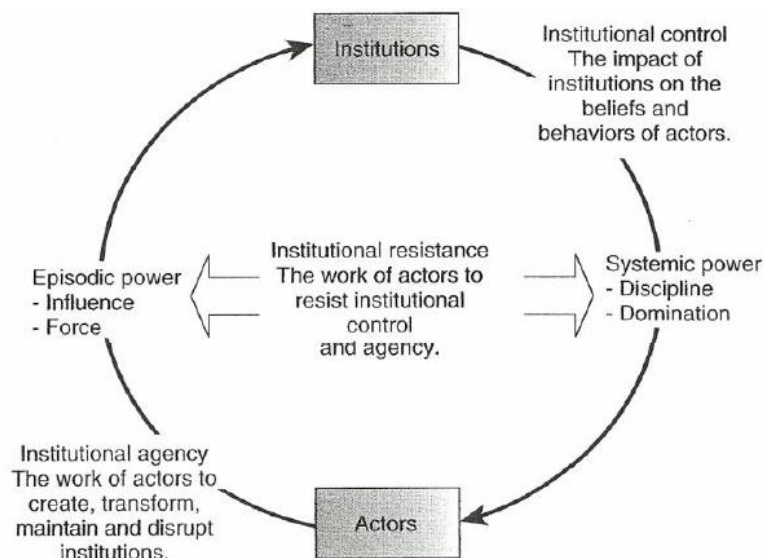 Institutions
Institutional control
The impact of
institutions on the
beliefs and
behaviors of actors.
Institutional resistance
The work of actors to
resist institutional
control
and agency.
Episodic power
- Influence
- Force
Systemic power
- Discipline
- Domination
Institutional agency
The work of actors to
create, transform,
maintain and disrupt
institutions.
Actors